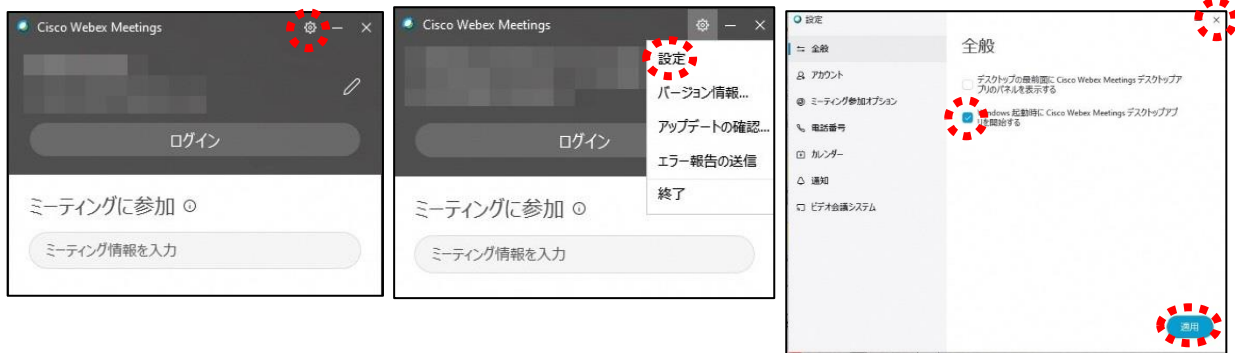 Cisco Webex Meetings
ログイン
ミーティングに参加
ミーティング情報を入力
Cisco Webex Meetings
設定
バージョン情報...
アップデートの確認...
エラー報告の送信
終了
ログイン
ミーティングに参加
ミーティング情報を入力
設定
全般
アカウント
ミーティング参加オプション
電話番号
カレンダー
通知
ビデオ会議システム
全般
デスクトップの最前面に Cisco Webex Meetings デスクトップア
プリのパネルを表示する
Windows 起動時に Cisco Webex Meetings デスクトップアプ
リを開始する
適用